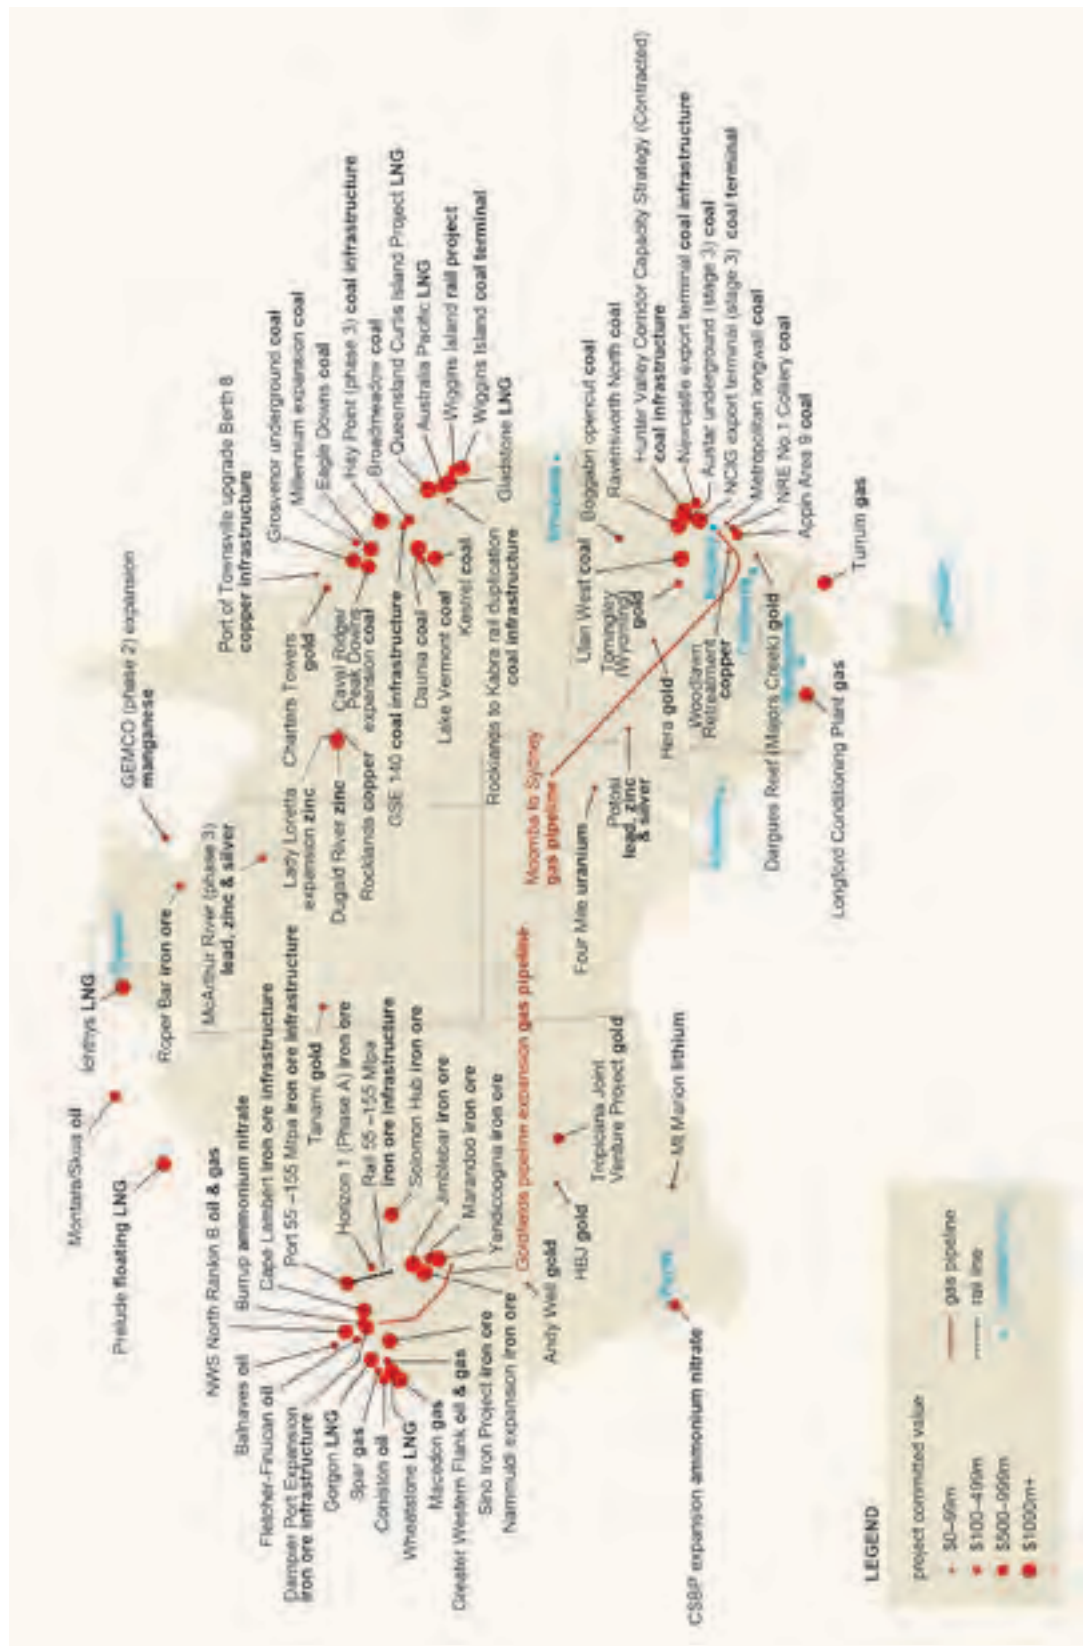 Montara/Skua oil
Prelude floating LNG
Ichthys LNG
GEMCO (phase 2) expansion
manganese
Roper Bar iron ore
McArthur River (phase 3)
lead, zinc & silver
NWS North Rankin B oil & gas
Burrup ammonium nitrate
Cape Lambert iron ore infrastructure
Port 55–155 Mtpa iron ore infrastructure
Tanami gold
Horizon 1 (Phase A) iron ore
Rail 55–155 Mtpa
iron ore infrastructure
Solomon Hub iron ore
Jimblebar iron ore
Marandoo iron ore
Yandicoogina iron ore
Goldfields pipeline expansion gas pipeline
Balnaves oil
Fletcher-Finucan oil
Dampier Port Expansion
iron ore infrastructure
Gorgon LNG
Spar gas
Coniston oil
Wheatstone LNG
Macedon gas
Greater Western Flank oil & gas
Sino Iron Project iron ore
Nammuldi expansion iron ore
Andy Well gold
HBJ gold
Tropicana Joint
Venture Project gold
Mt Marion lithium
Perth
CSBP expansion ammonium nitrate
Port of Townsville upgrade Berth 8
copper infrastructure
Grosvenor underground coal
Millennium expansion coal
Eagle Downs coal
Hay Point (phase 3) coal infrastructure
Broadmeadow coal
Queensland Curtis Island Project LNG
Australia Pacific LNG
Wiggins Island rail project
Wiggins Island coal terminal
Gladstone LNG
Charters Towers
gold
Lady Loretta
expansion zinc
Dugald River zinc
Rocklands copper
Caval Ridge/
Peak Downs
expansion coal
GSE 140 coal infrastructure
Daunia coal
Lake Vermont coal
Kestrel coal
Rocklands to Kabra rail duplication
coal infrastructure
Moomba to Sydney
gas pipeline
Four Mile uranium
Potosi
lead, zinc
& silver
Boggabri opencut coal
Ravensworth North coal
Hunter Valley Corridor Capacity Strategy (Contracted)
coal infrastructure
Newcastle export terminal coal infrastructure
Austar underground (stage 3) coal
NCIG export terminal (stage 3) coal terminal
Metropolitan longwall coal
NRE No.1 Colliery coal
Appin Area 9 coal
Ulan West coal
Tomingley
(Wyoming)
gold
Hera gold
Woodlawn
Retreatment
copper
Dargues Reef (Majors Creek) gold
Turrum gas
Longford Conditioning Plant gas
LEGEND
project committed value
$0–99m
$100–499m
$500–999m
$1000m+
gas pipeline
rail line